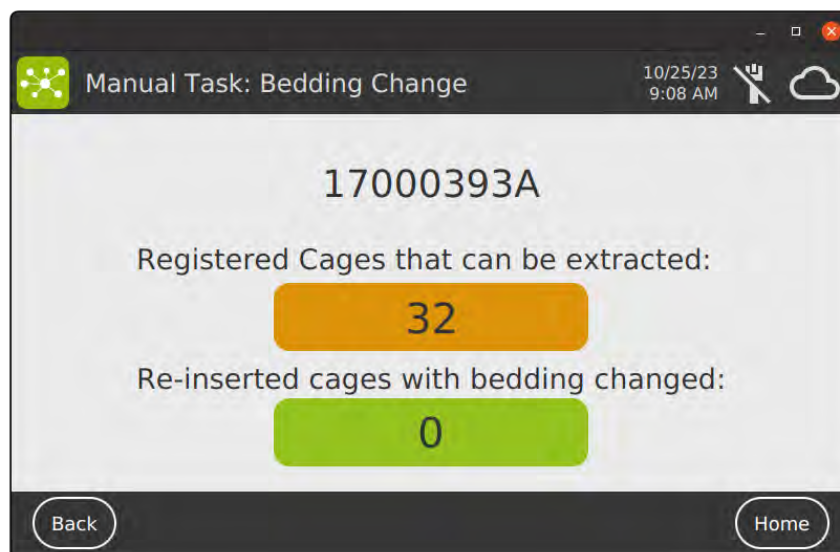 Manual Task: Bedding Change
10/25/23
9:08 AM
17000393A
Registered Cages that can be extracted:
32
Re-inserted cages with bedding changed:
0
Back
Home